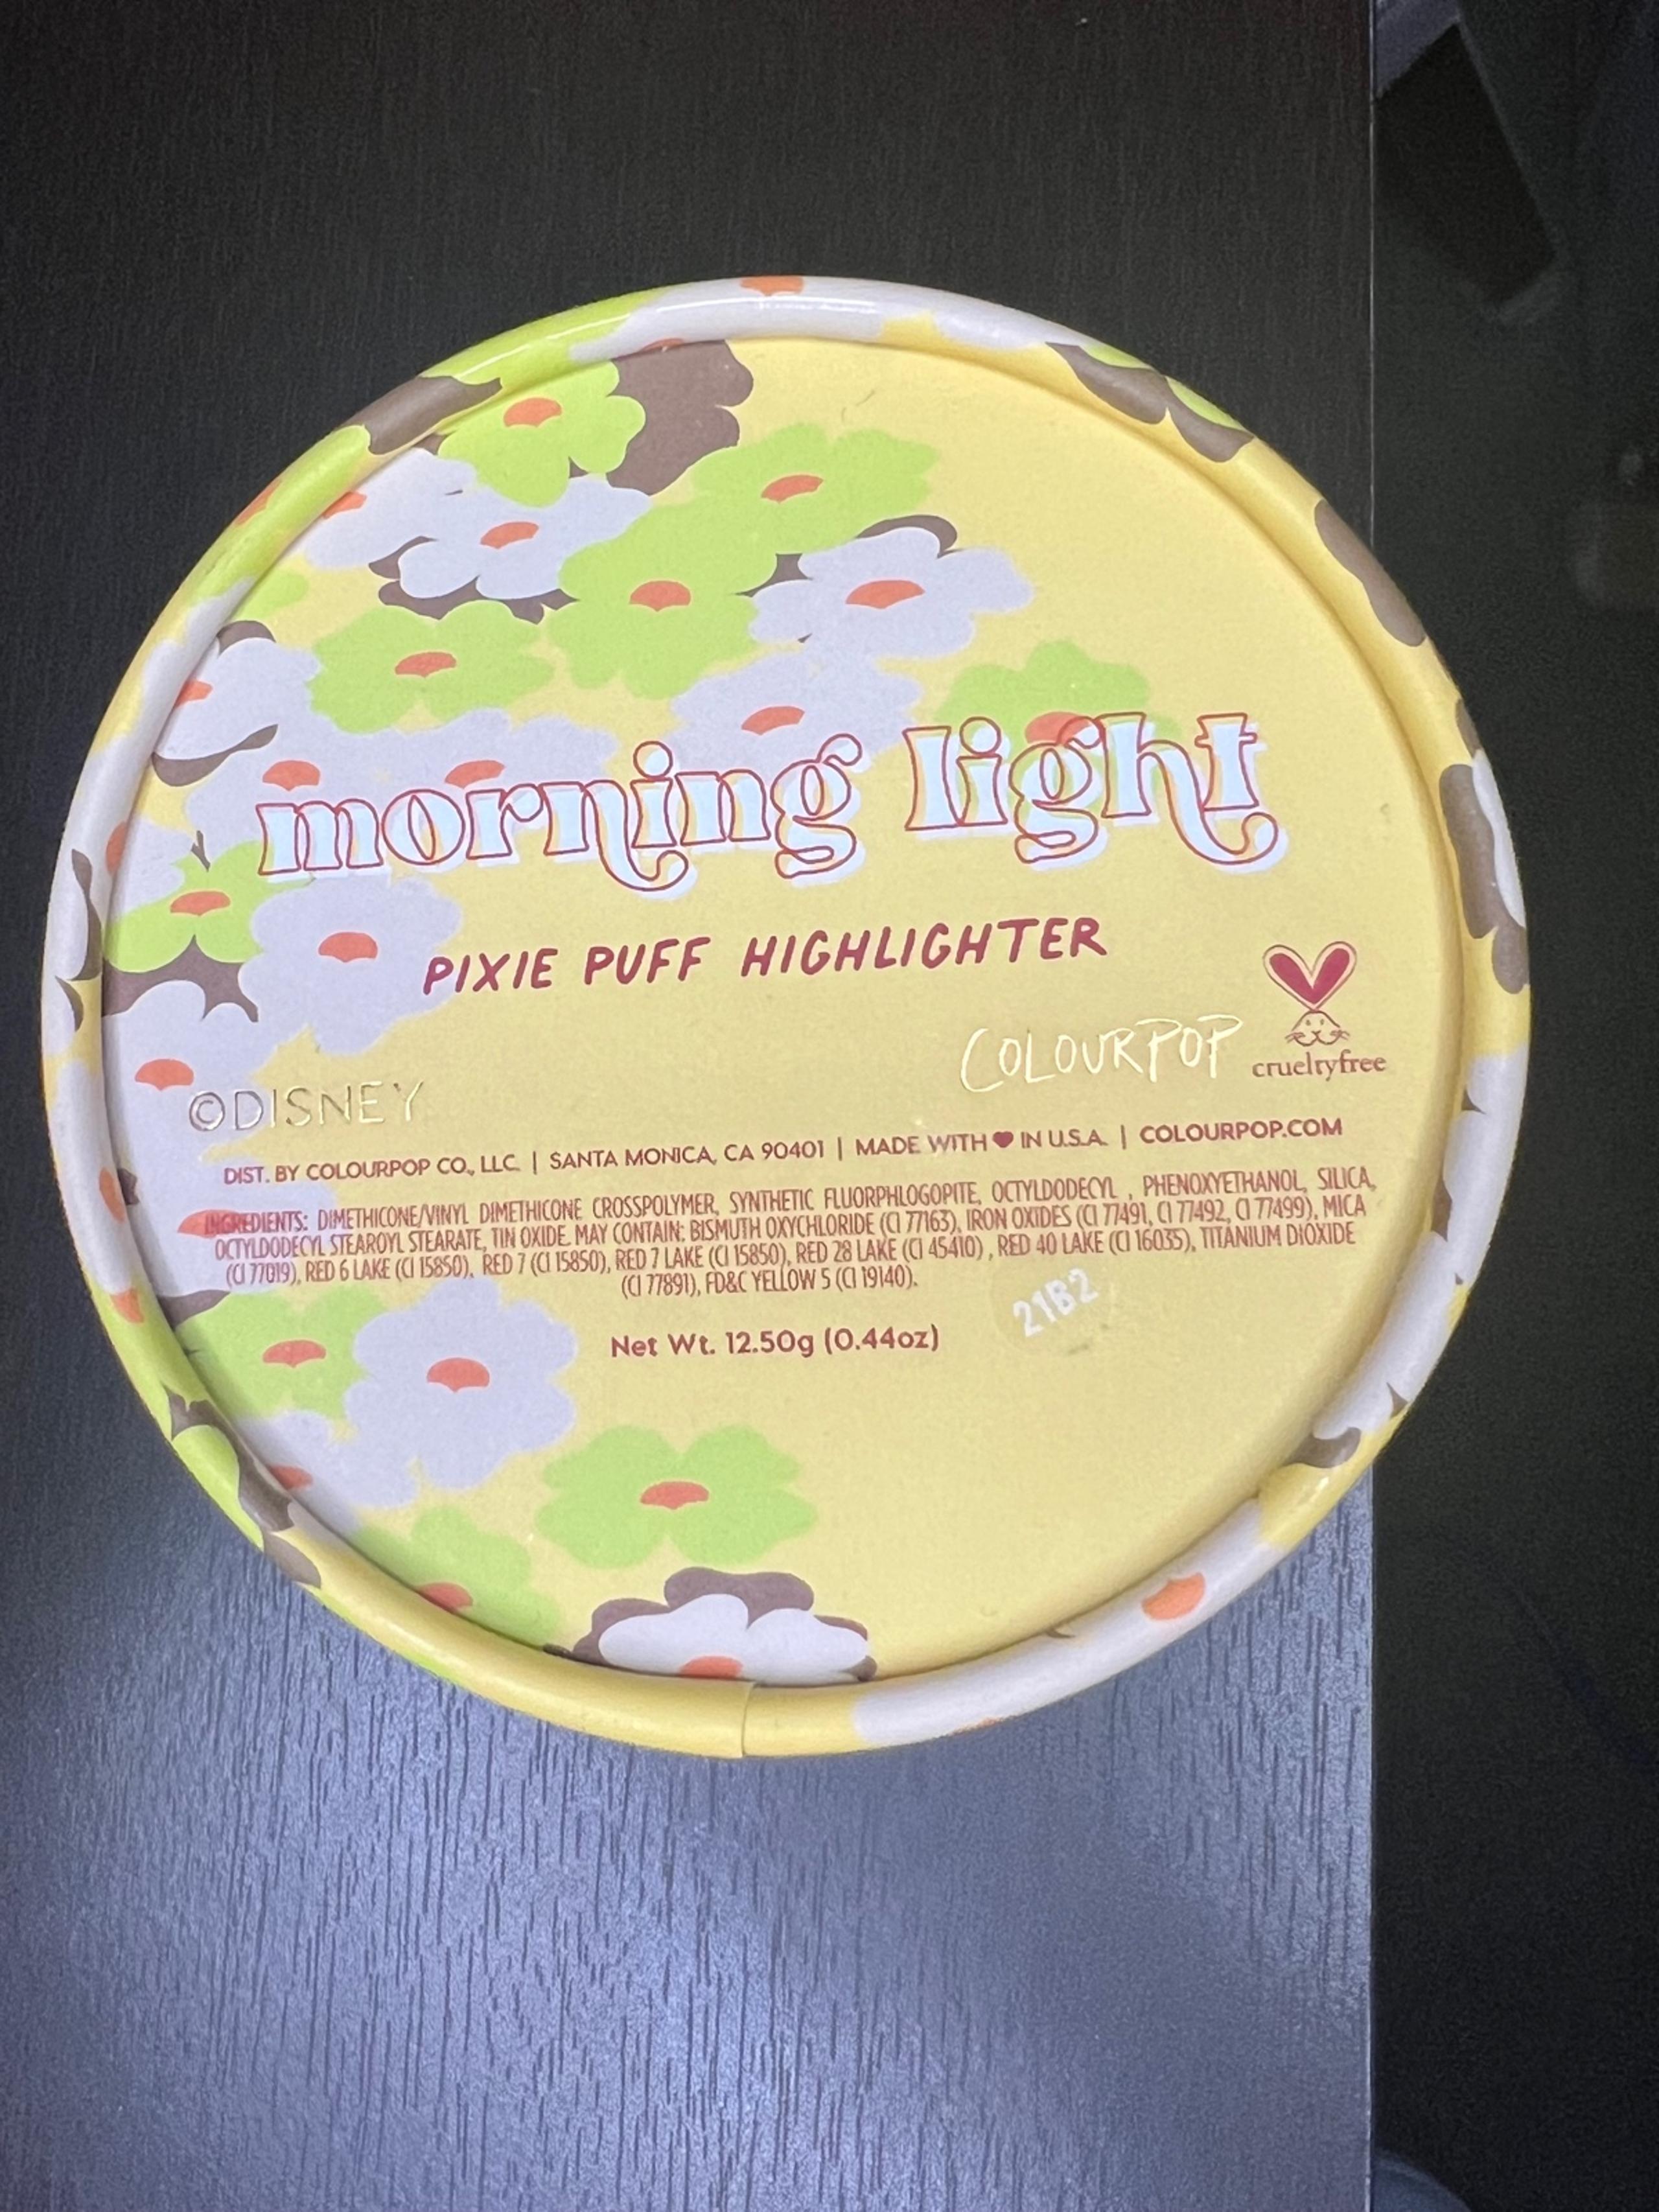 morning light
PIXIE PUFF HIGHLIGHTER
COLOURPOP
crueltyfree
©DISNEY
DIST. BY COLOURPOP CO., LLC. | SANTA MONICA, CA 90401 | MADE WITH ♥ IN U.S.A. | COLOURPOP.COM
INGREDIENTS: DIMETHICONE/VINYL DIMETHICONE CROSSPOLYMER, SYNTHETIC FLUORPHLOGOPITE, OCTYLDODECYL , PHENOXYETHANOL, SILICA,
OCTYLDODECYL STEAROYL STEARATE, TIN OXIDE. MAY CONTAIN: BISMUTH OXYCHLORIDE (CI 77163), IRON OXIDES (CI 77491, CI 77492, CI 77499), MICA
(CI 77019), RED 6 LAKE (CI 15850), RED 7 (CI 15850), RED 7 LAKE (CI 15850), RED 28 LAKE (CI 45410) , RED 40 LAKE (CI 16035), TITANIUM DIOXIDE
(CI 77891), FD&C YELLOW 5 (CI 19140).
21B2
Net Wt. 12.50g (0.44oz)